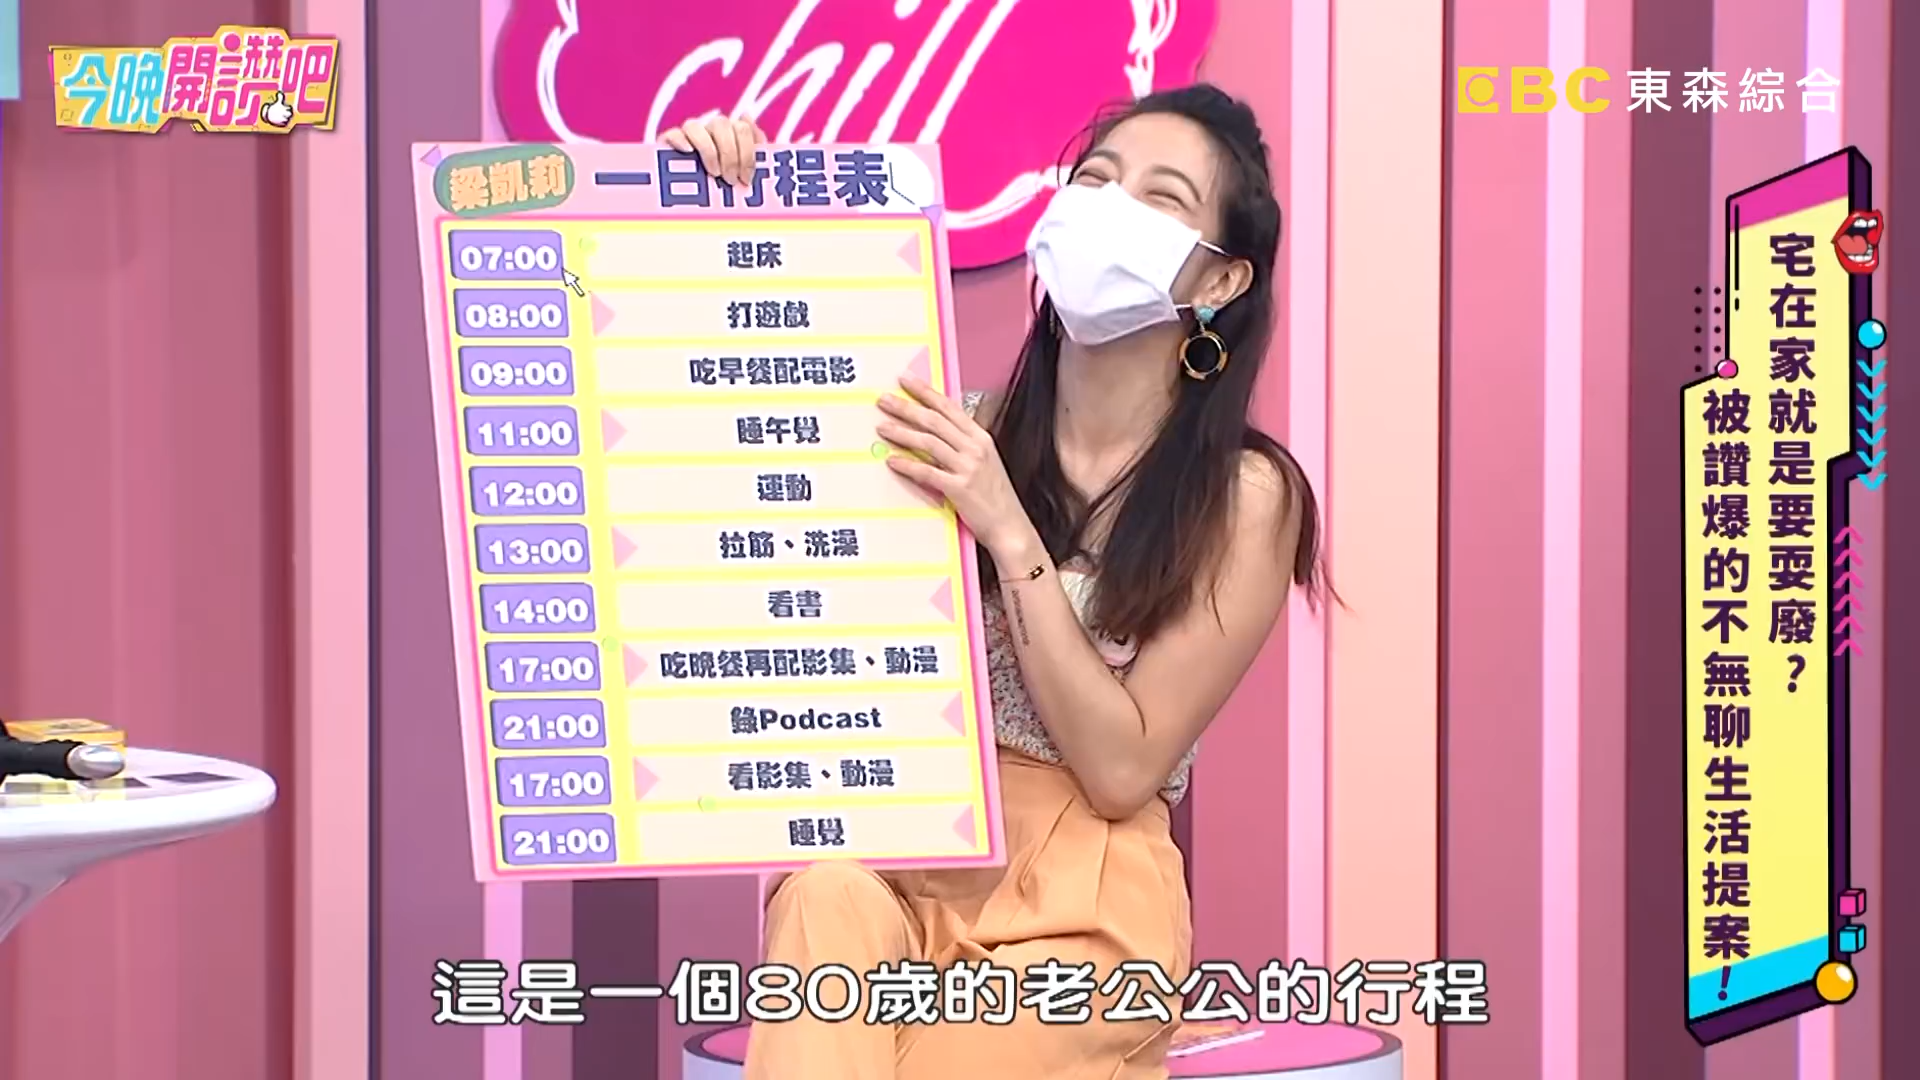 今晚開讚吧
chill
EBC 東森綜合
梁凱莉 一日行程表
07:00 起床
08:00 打遊戲
09:00 吃早餐配電影
11:00 睡午覺
12:00 運動
13:00 拉筋、洗澡
14:00 看書
17:00 吃晚餐再配影集、動漫
21:00 錄Podcast
17:00 看影集、動漫
21:00 睡覺
宅在家就是要耍廢?
被讚爆的不無聊生活提案!
這是一個80歲的老公公的行程